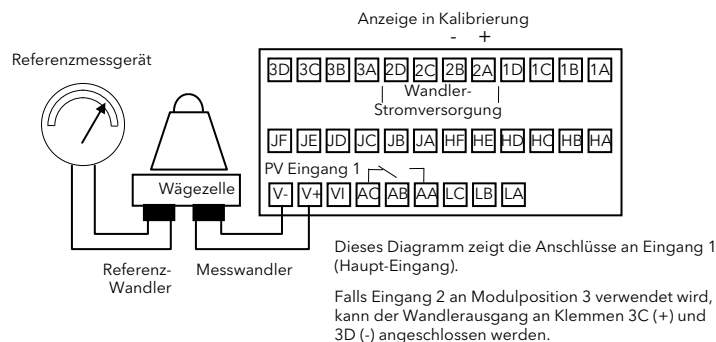 Anzeige in Kalibrierung
- +
Referenzmessgerät
3D 3C 3B 3A 2D 2C 2B 2A 1D 1C 1B 1A
Wandler-
Stromversorgung
JF JE JD JC JB JA HF HE HD HC HB HA
PV Eingang 1
Wägezelle
V- V+ VI AC AB AA LC LB LA
Referenz-
Wandler
Messwandler
Dieses Diagramm zeigt die Anschlüsse an Eingang 1
(Haupt-Eingang).
Falls Eingang 2 an Modulposition 3 verwendet wird,
kann der Wandlerausgang an Klemmen 3C (+) und
3D (-) angeschlossen werden.